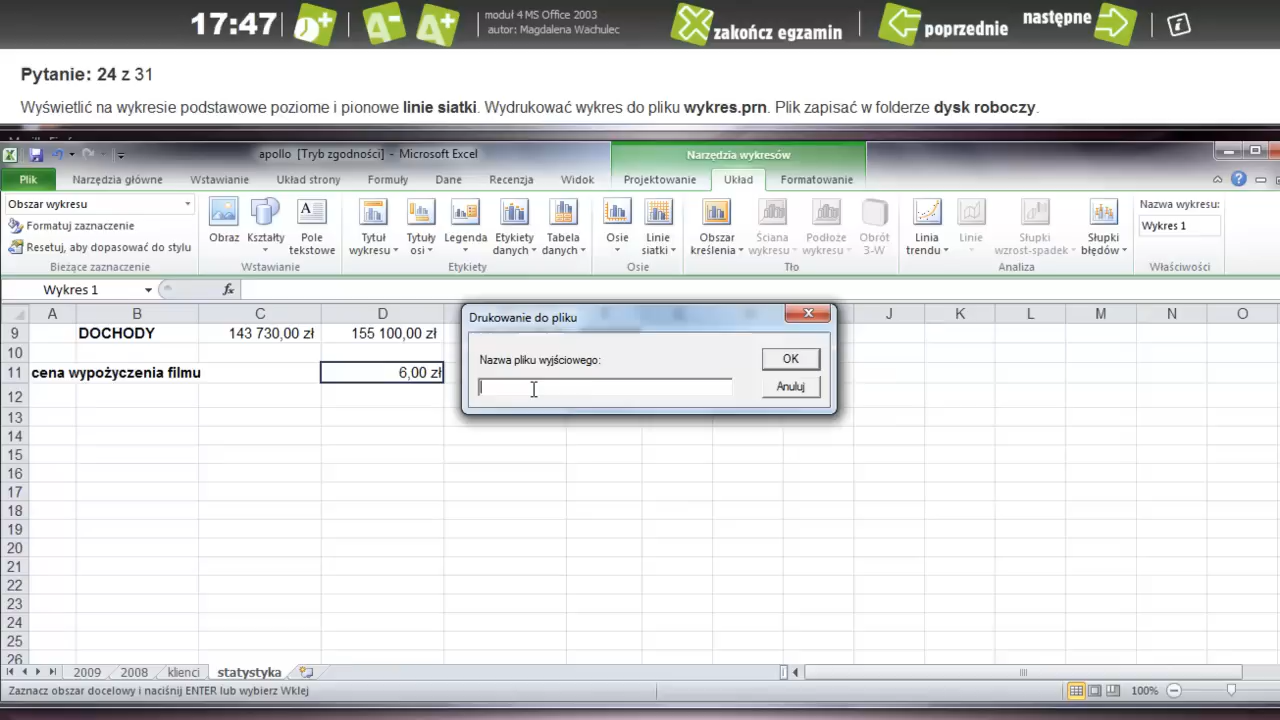 17:47
A- A+
moduł 4 MS Office 2003
autor: Magdalena Wachulec
zakończ egzamin
poprzednie
następne
Pytanie: 24 z 31
Wyświetlić na wykresie podstawowe poziome i pionowe linie siatki. Wydrukować wykres do pliku wykres.prn. Plik zapisać w folderze dysk roboczy.
apollo [Tryb zgodności] - Microsoft Excel
Narzędzia wykresów
Plik Narzędzia główne Wstawianie Układ strony Formuły Dane Recenzja Widok Projektowanie Układ Formatowanie
Obszar wykresu
Formatuj zaznaczenie
Resetuj, aby dopasować do stylu
Bieżące zaznaczenie
Obraz Kształty Pole tekstowe
Wstawianie
Tytuł wykresu Tytuły osi Legenda Etykiety danych Tabela danych
Etykiety
Osie Linie siatki
Osie
Obszar kreślenia Ściana wykresu Podłoże wykresu Obrót 3-W
Tło
Linia trendu Linie Słupki wzrost-spadek Słupki błędów
Analiza
Nazwa wykresu:
Wykres 1
Właściwości
Wykres 1 fx
A B C D J K L M N O
9 DOCHODY 143 730,00 zł 155 100,00 zł
10
11 cena wypożyczenia filmu 6,00 zł
12
13
14
15
16
17
18
19
20
21
22
23
24
25
26
Drukowanie do pliku
Nazwa pliku wyjściowego:
OK
Anuluj
2009 2008 klienci statystyka
Zaznacz obszar docelowy i naciśnij ENTER lub wybierz Wklej
100%